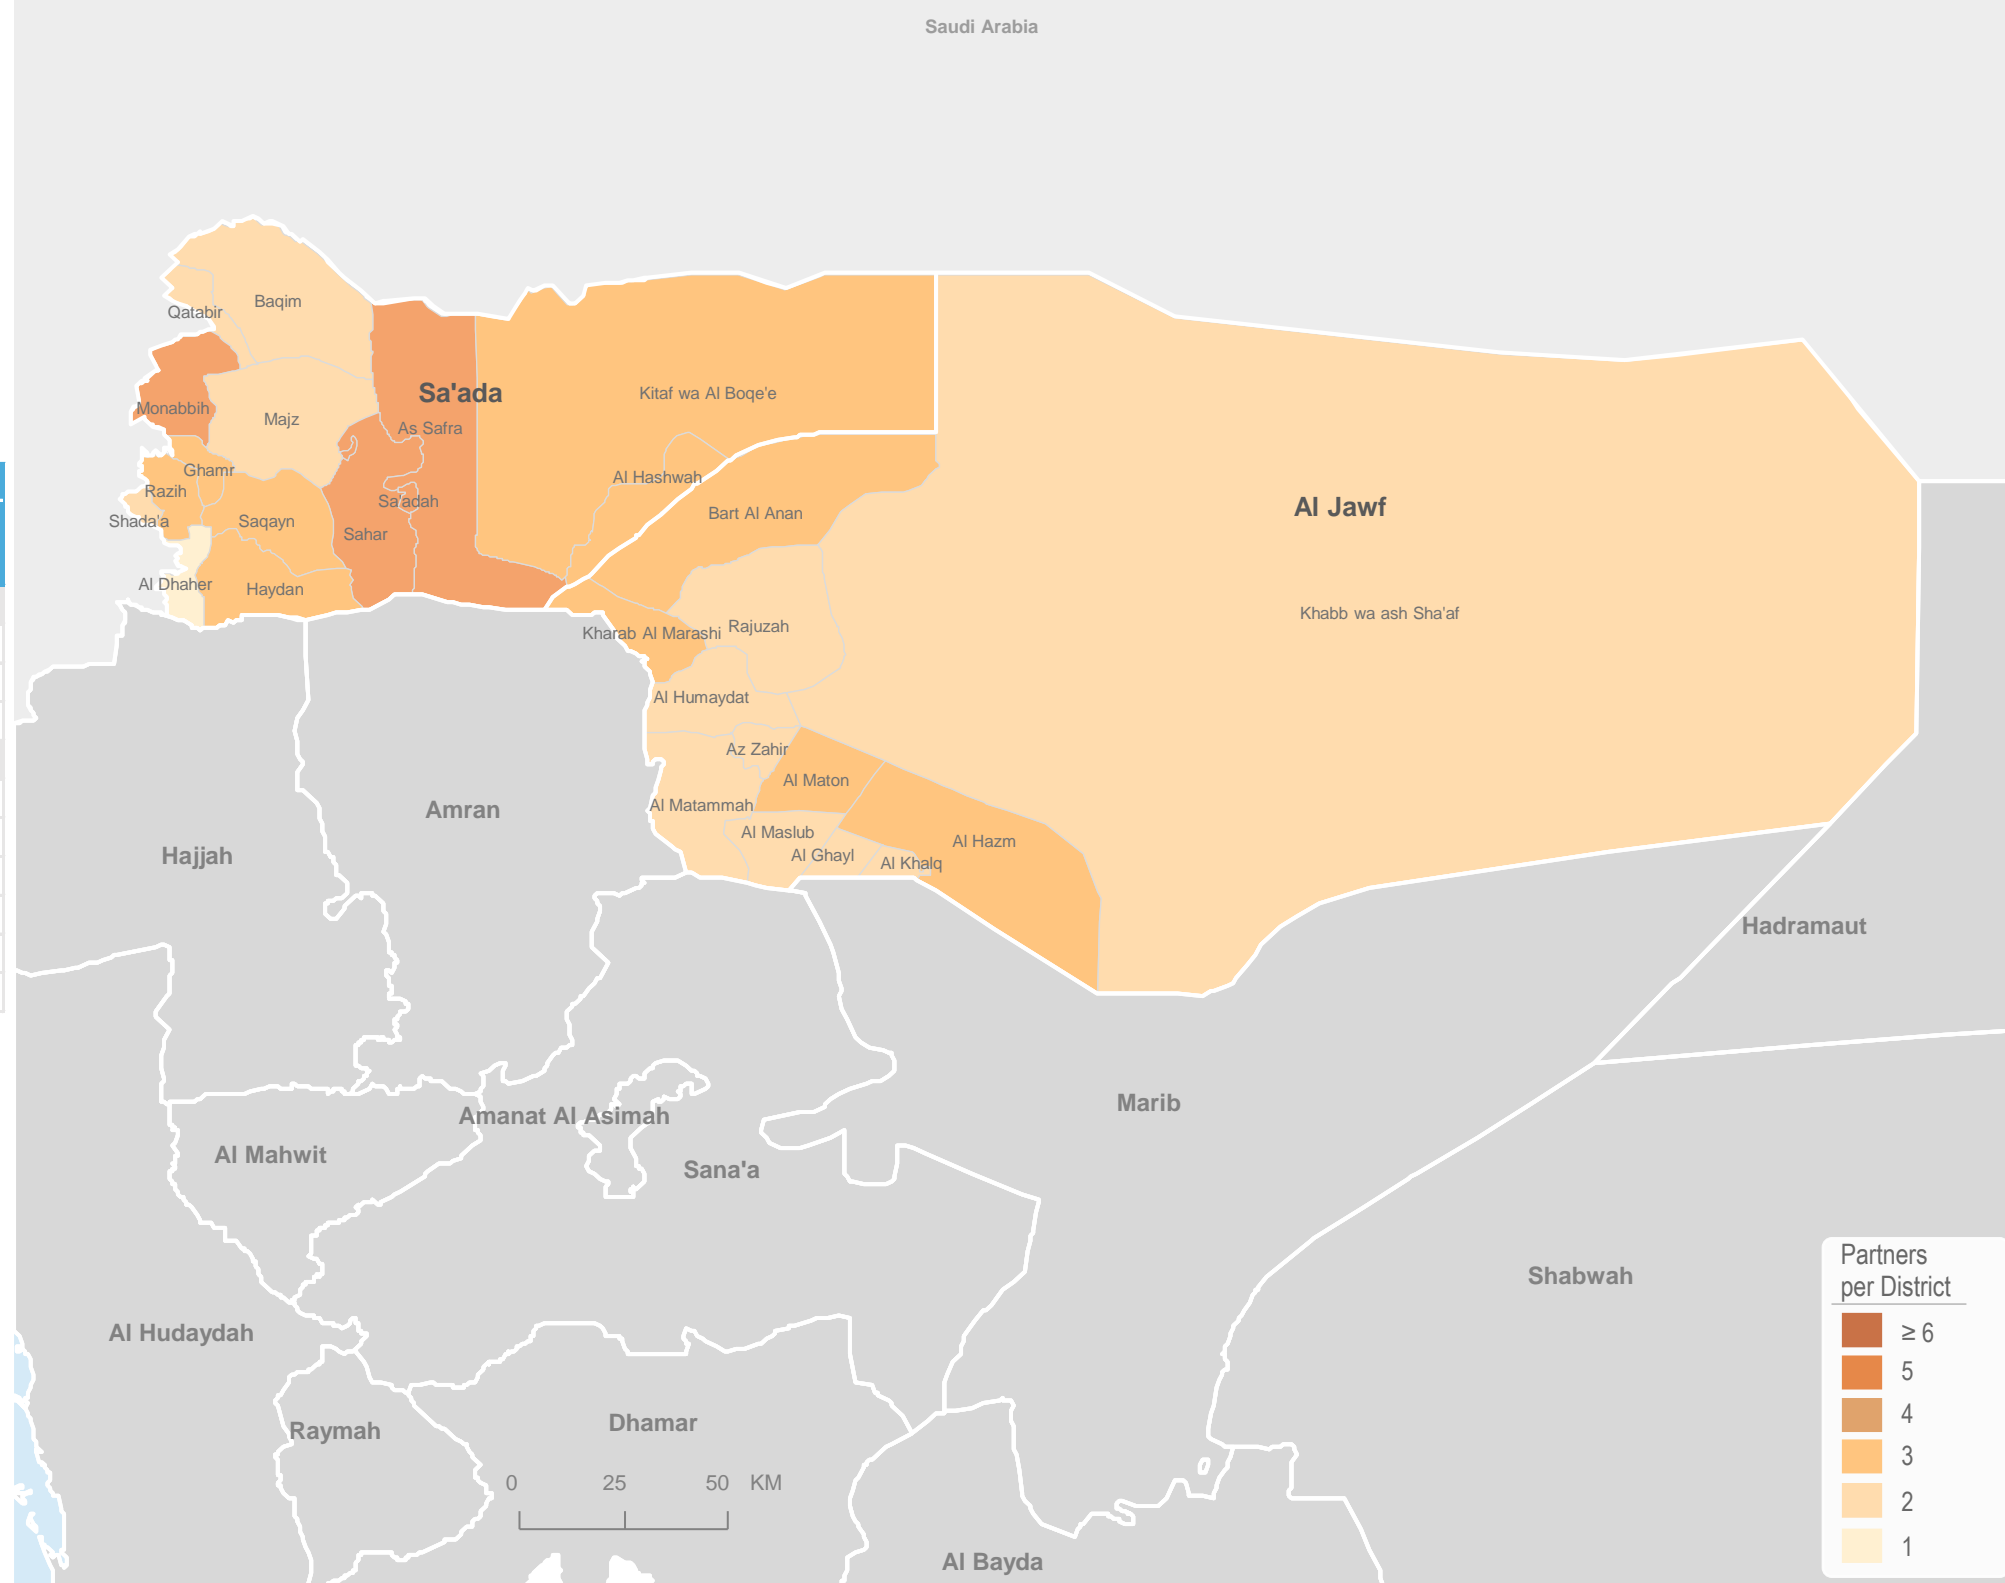 Saudi Arabia
Baqim
Qatabir
Sa'ada
Kitaf wa Al Boqe'e
Monabbih
Majz
As Safra
Ghamr
Al Hashwah
Razih
Sa'adah
Al Jawf
Shada'a
Saqayn
Bart Al Anan
Sahar
Al Dhaher
Haydan
Khabb wa ash Sha'af
Kharab Al Marashi
Rajuzah
Al Humaydat
Az Zahir
Al Maton
Al Matammah
Amran
Al Maslub
Al Hazm
Hajjah
Al Ghayl
Al Khalq
Hadramaut
Marib
Amanat Al Asimah
Al Mahwit
Sana'a
Shabwah
Al Hudaydah
Dhamar
Raymah
0 25 50 KM
Al Bayda
Partners
per District
≥ 6
5
4
3
2
1